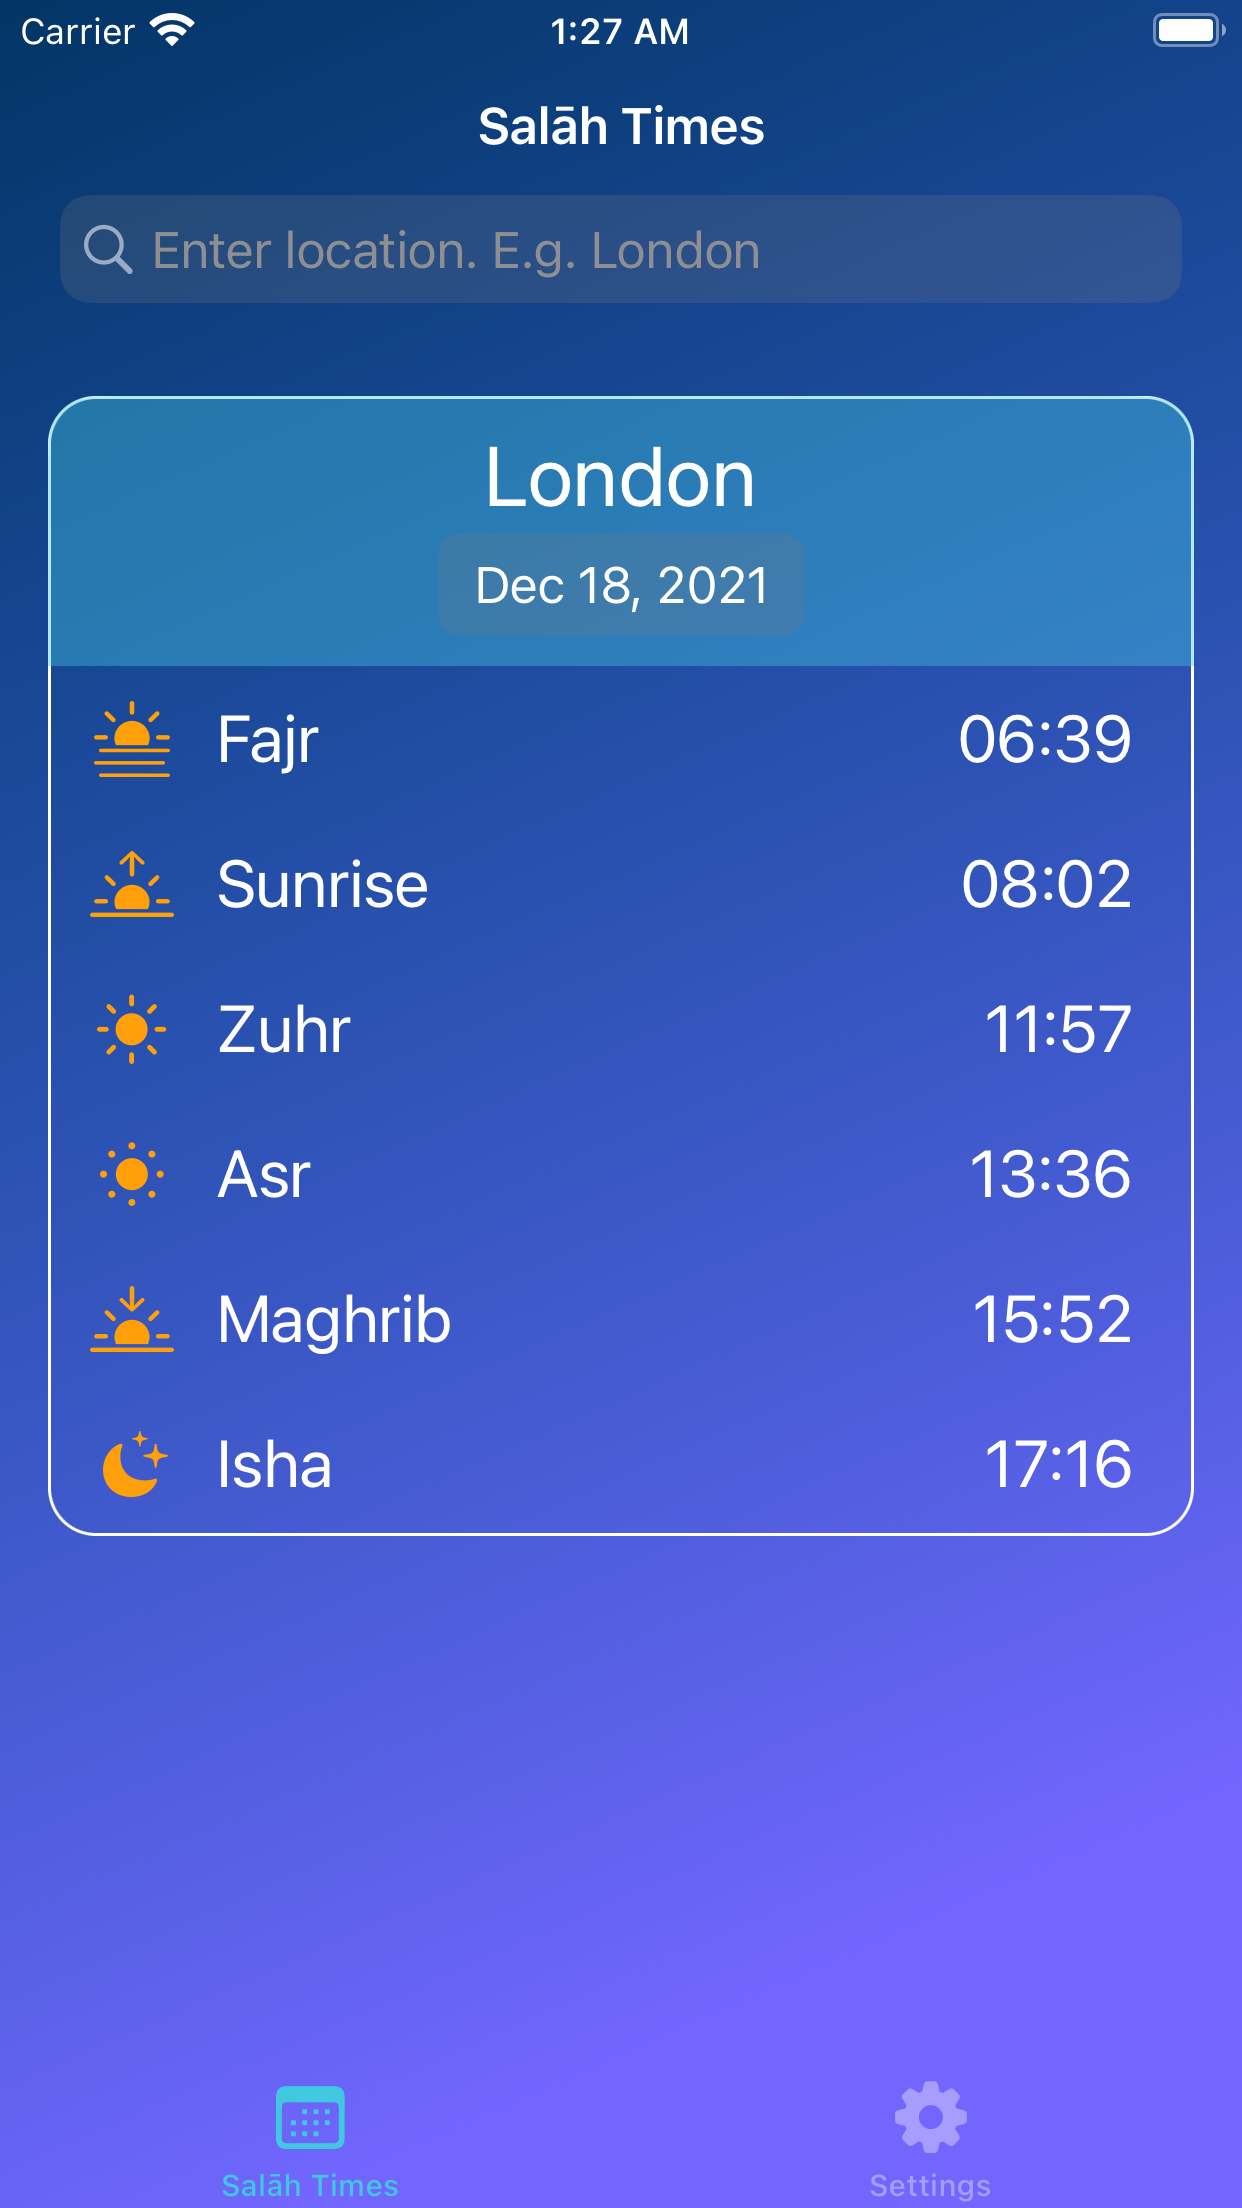 Carrier 1:27 AM
Salāh Times
Enter location. E.g. London
London
Dec 18, 2021
Fajr 06:39
Sunrise 08:02
Zuhr 11:57
Asr 13:36
Maghrib 15:52
Isha 17:16
Salāh Times Settings